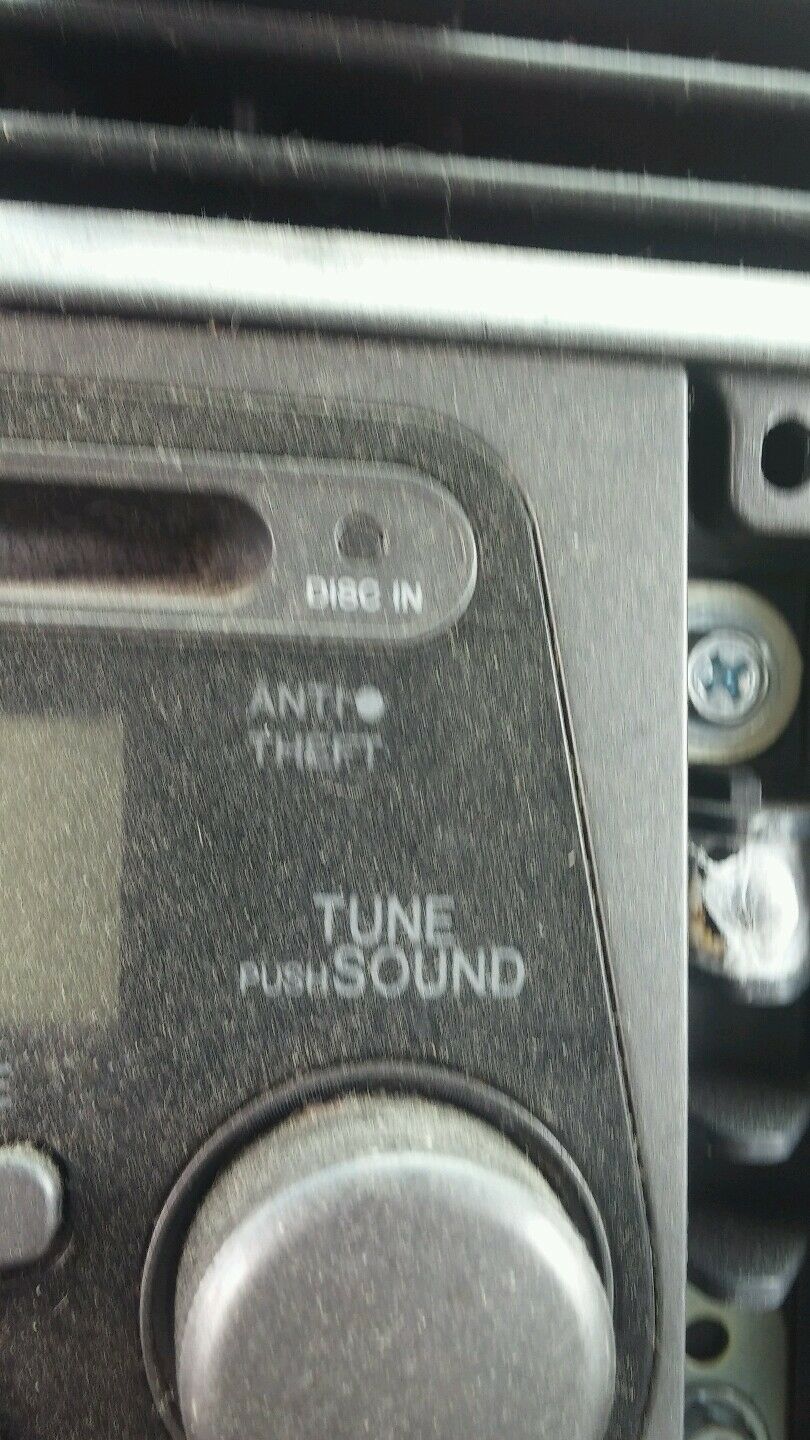 DISC IN
ANTI
THEFT
TUNE
PUSH SOUND